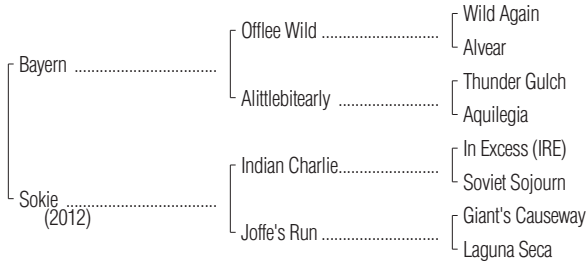 Wild Again
Offlee Wild
Alvear
Bayern
Thunder Gulch
Alittlebitearly
Aquilegia
In Excess (IRE)
Indian Charlie
Soviet Sojourn
Sokie
(2012)
Giant's Causeway
Joffe's Run
Laguna Seca